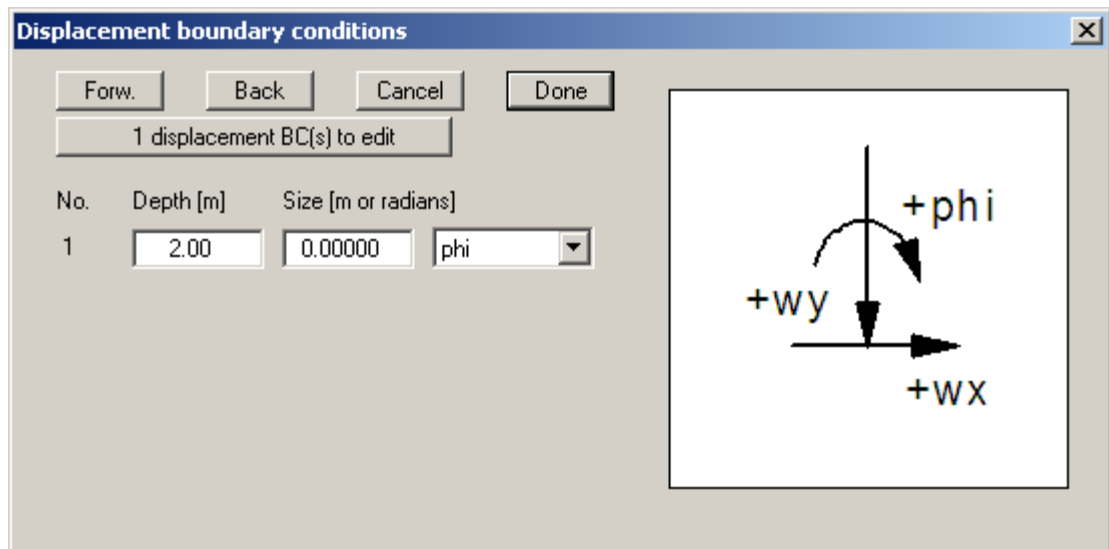 Displacement boundary conditions
Forw. Back Cancel Done
1 displacement BC(s) to edit
No. Depth [m] Size [m or radians]
1 2.00 0.00000 phi
+phi
+wy
+wx